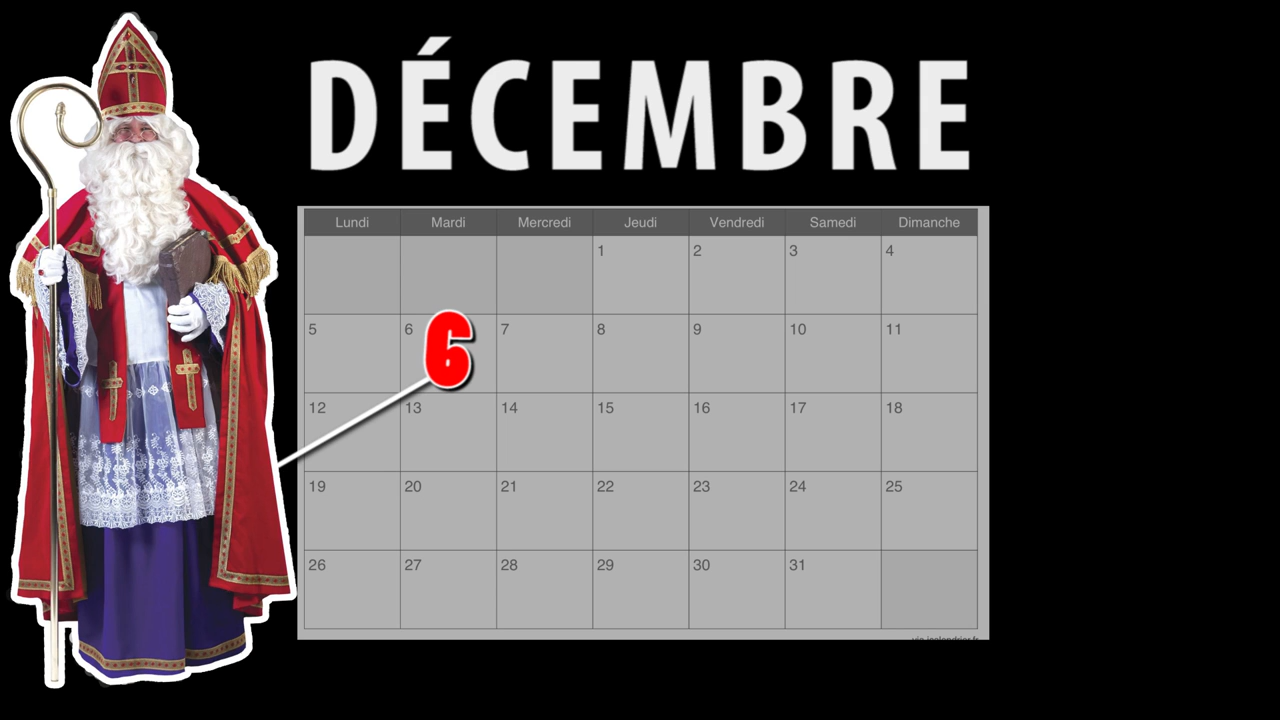 DÉCEMBRE
Lundi Mardi Mercredi Jeudi Vendredi Samedi Dimanche
1 2 3 4
5 6 6 7 8 9 10 11
12 13 14 15 16 17 18
19 20 21 22 23 24 25
26 27 28 29 30 31